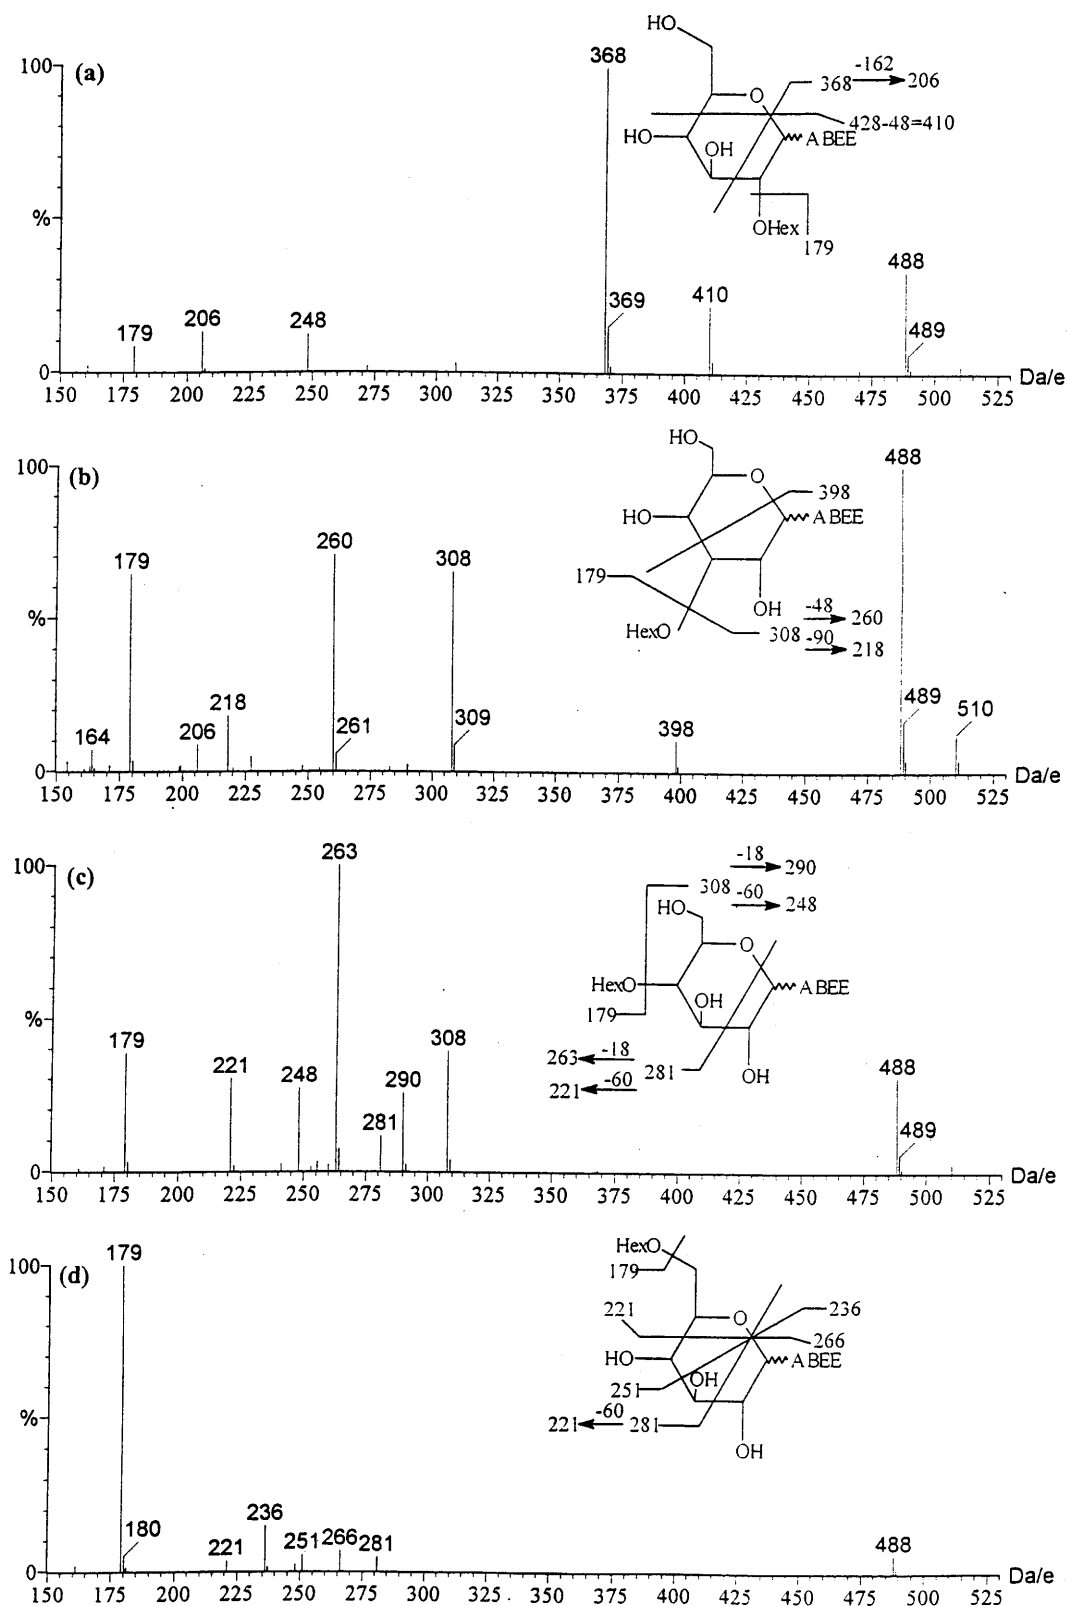 (a)
100
%
0
368
369
410
488
489
179
206
248
HO
O
HO
OH
ABEE
OHex
179
368 -162 206
428-48=410
150 175 200 225 250 275 300 325 350 375 400 425 450 475 500 525 Da/e
(b)
100
%
0
488
489
510
398
308
309
260
261
218
206
179
164
HO
O
398
HO
ABEE
179
OH
HexO
308 -48 260
-90 218
150 175 200 225 250 275 300 325 350 375 400 425 450 475 500 525 Da/e
(c)
100
%
0
263
179
221
248
281
290
308
488
489
308 -18 290
-60 248
HO
O
HexO
OH
ABEE
179
263 -18
221 -60 281
OH
150 175 200 225 250 275 300 325 350 375 400 425 450 475 500 525 Da/e
(d)
100
%
0
179
180
221
236
251
266
281
488
HexO
179
221
O
236
266
HO
ABEE
251
OH
221 -60 281
OH
150 175 200 225 250 275 300 325 350 375 400 425 450 475 500 525 Da/e